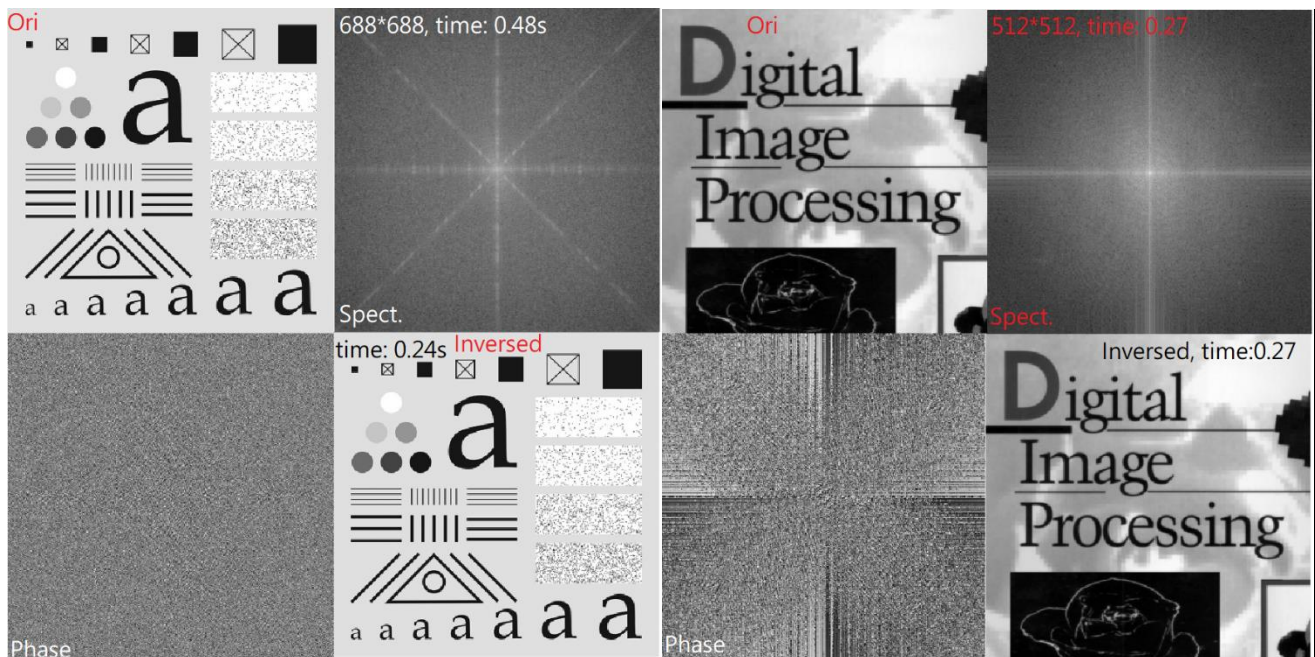 Ori
688*688, time: 0.48s
a
a a a a a a a
Spect.
Ori
512*512, time: 0.27
Digital
Image
Processing
Spect.
Phase
time: 0.24s Inversed
a
a a a a a a a
Phase
Inversed, time:0.27
Digital
Image
Processing